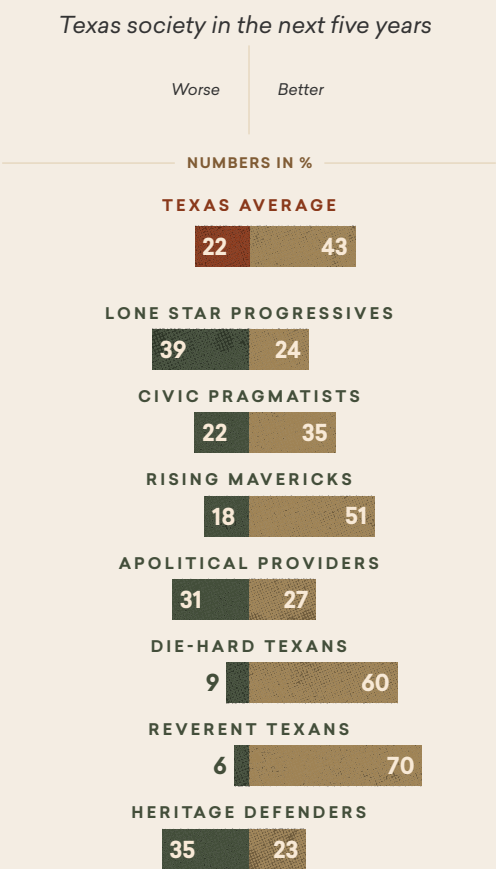 Texas society in the next five years
Worse Better
NUMBERS IN %
TEXAS AVERAGE
22 43
LONE STAR PROGRESSIVES
39 24
CIVIC PRAGMATISTS
22 35
RISING MAVERICKS
18 51
APOLITICAL PROVIDERS
31 27
DIE-HARD TEXANS
9 60
REVERENT TEXANS
6 70
HERITAGE DEFENDERS
35 23